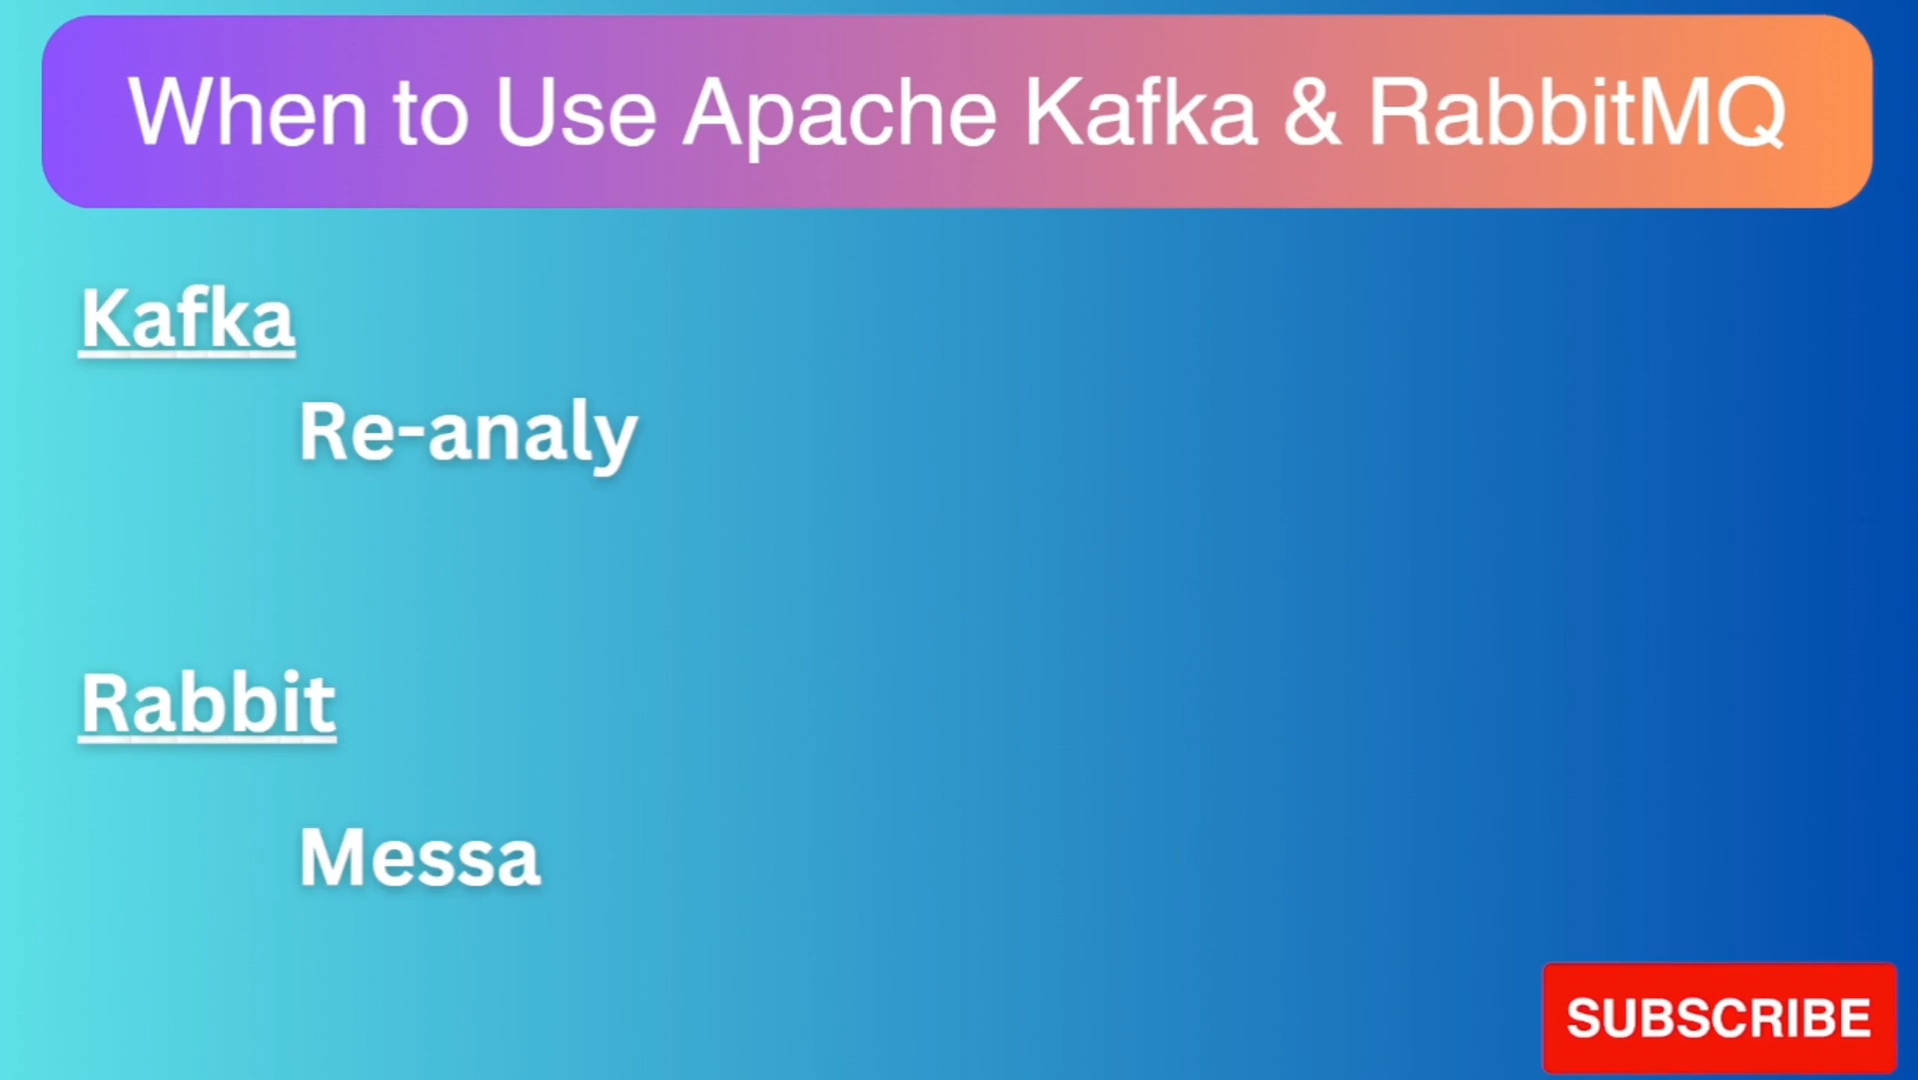 When to Use Apache Kafka & RabbitMQ
Kafka
Re-analy
Rabbit
Messa
SUBSCRIBE